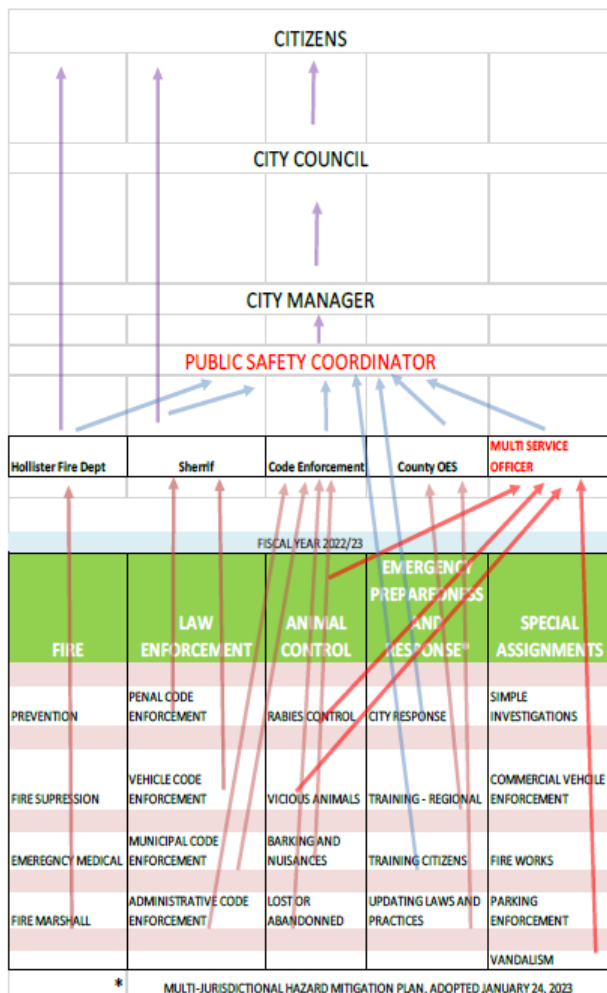 CITIZENS
CITY COUNCIL
CITY MANAGER
PUBLIC SAFETY COORDINATOR
Hollister Fire Dept Sherrif Code Enforcement County OES MULTI SERVICE OFFICER
FISCAL YEAR 2022/23
FIRE LAW ENFORCEMENT ANIMAL CONTROL EMERGENCY PREPAREDNESS AND RESPONSE* SPECIAL ASSIGNMENTS
PREVENTION PENAL CODE ENFORCEMENT RABIES CONTROL CITY RESPONSE SIMPLE INVESTIGATIONS
FIRE SUPRESSION VEHICLE CODE ENFORCEMENT VICIOUS ANIMALS TRAINING - REGIONAL COMMERCIAL VEHCILE ENFORCEMENT
EMEREGNCY MEDICAL MUNICIPAL CODE ENFORCEMENT BARKING AND NUISANCES TRAINING CITIZENS FIRE WORKS
FIRE MARSHALL ADMINISTRATIVE CODE ENFORCEMENT LOST OR ABANDONNED UPDATING LAWS AND PRACTICES PARKING ENFORCEMENT
VANDALISM
* MULTI-JURISDICTIONAL HAZARD MITIGATION PLAN, ADOPTED JANUARY 24, 2023